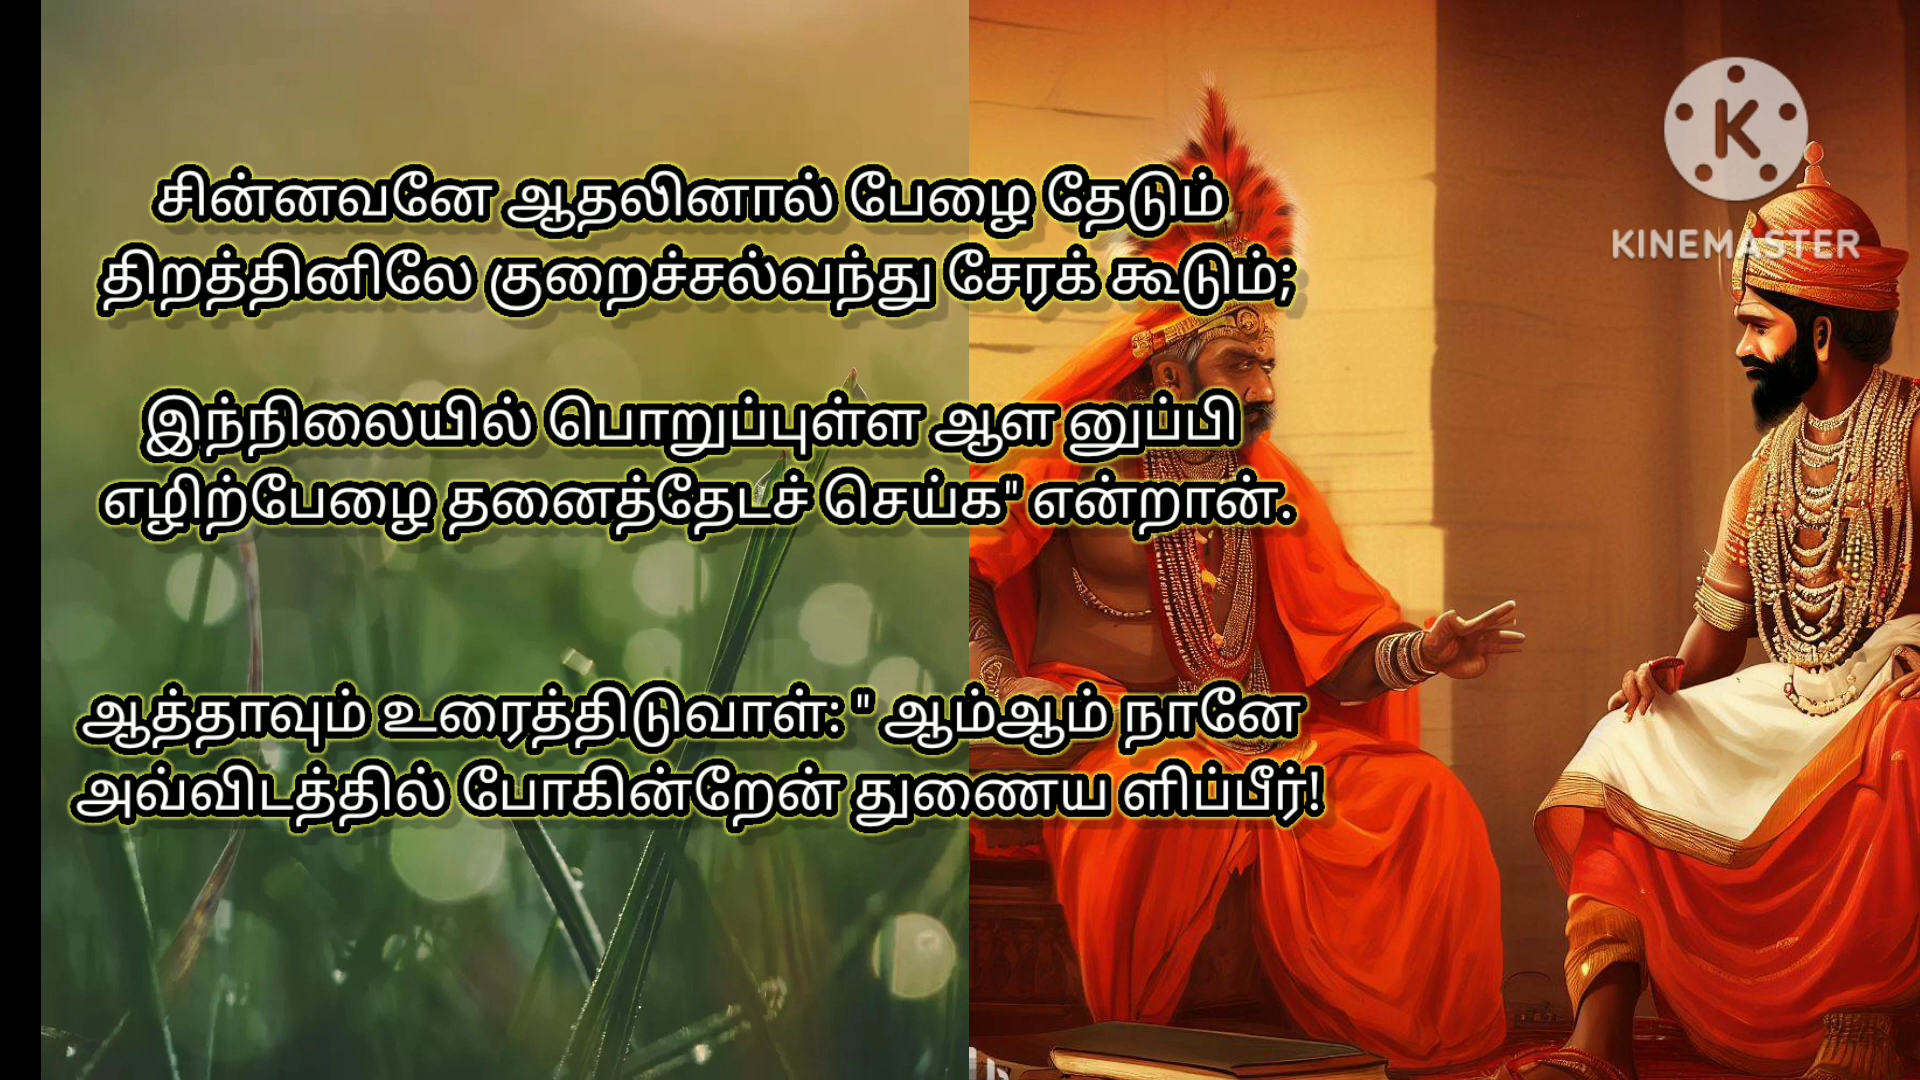 சின்னவனே ஆதலினால் பேழை தேடும்
திறத்தினிலே குறைச்சல்வந்து சேரக் கூடும்;
இந்நிலையில் பொறுப்புள்ள ஆள னுப்பி
எழிற்பேழை தனைத்தேடச் செய்க" என்றான்.
ஆத்தாவும் உரைத்திடுவாள்: " ஆம்ஆம் நானே
அவ்விடத்தில் போகின்றேன் துணைய ளிப்பீர்!
K
KINEMASTER